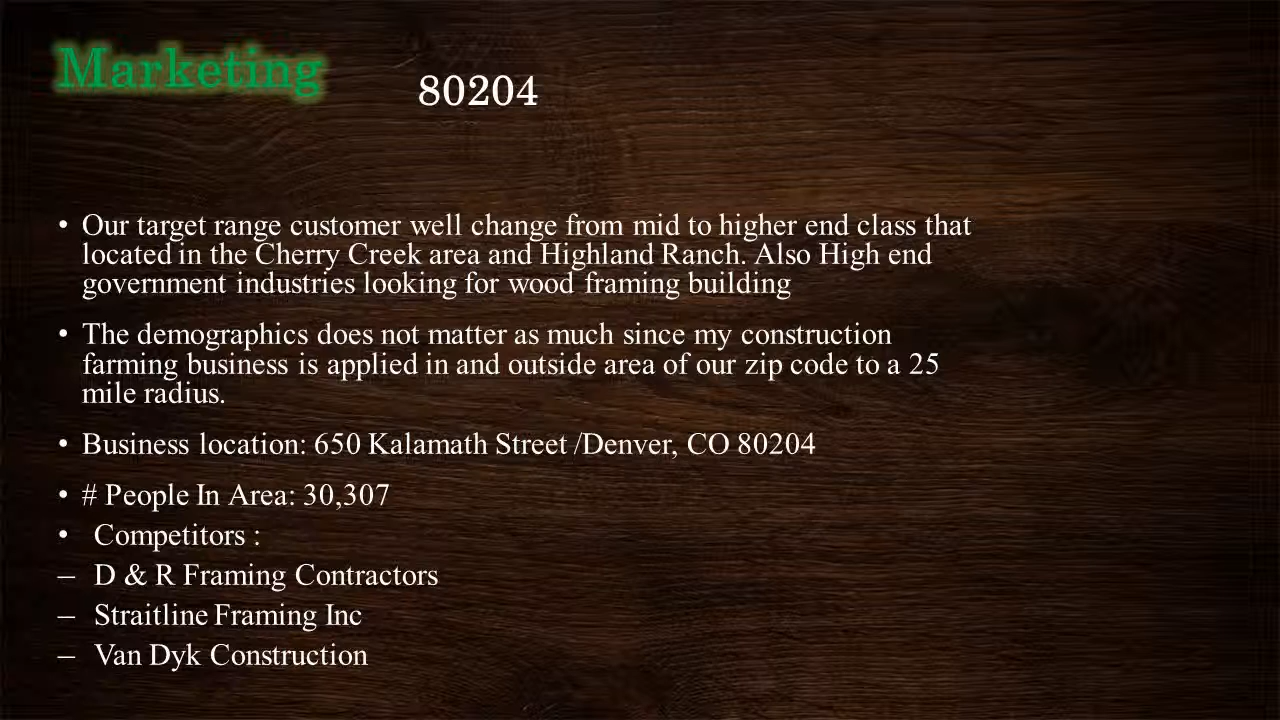 Marketing
80204
• Our target range customer well change from mid to higher end class that
located in the Cherry Creek area and Highland Ranch. Also High end
government industries looking for wood framing building
• The demographics does not matter as much since my construction
farming business is applied in and outside area of our zip code to a 25
mile radius.
• Business location: 650 Kalamath Street /Denver, CO 80204
• # People In Area: 30,307
• Competitors :
– D & R Framing Contractors
– Straitline Framing Inc
– Van Dyk Construction